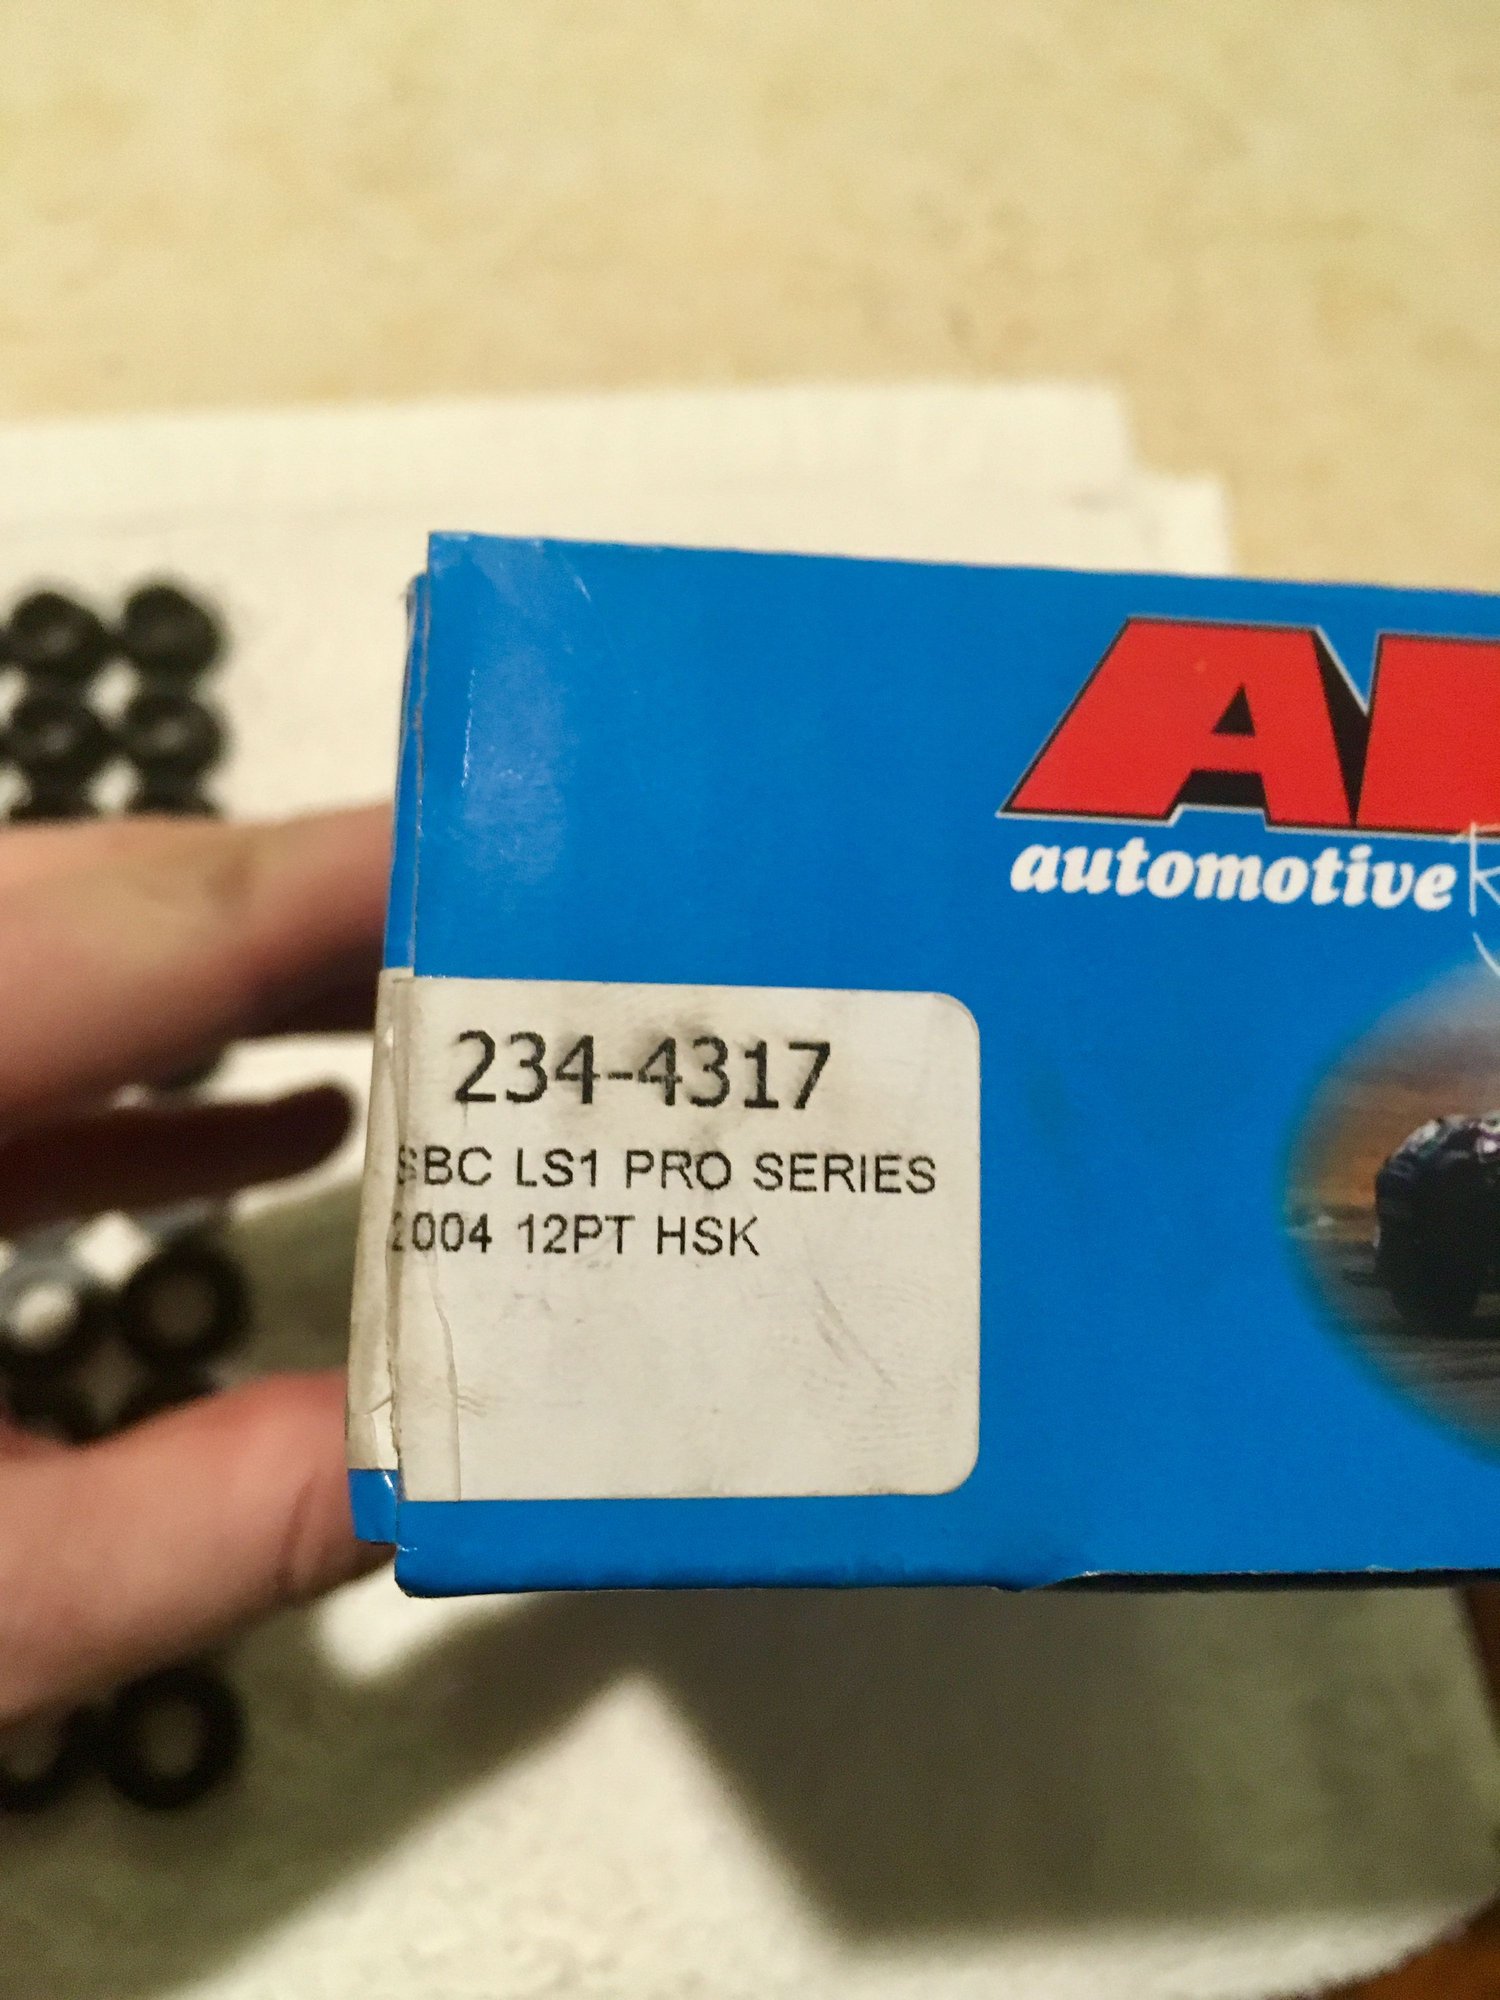 automotive
234-4317
SBC LS1 PRO SERIES
2004 12PT HSK